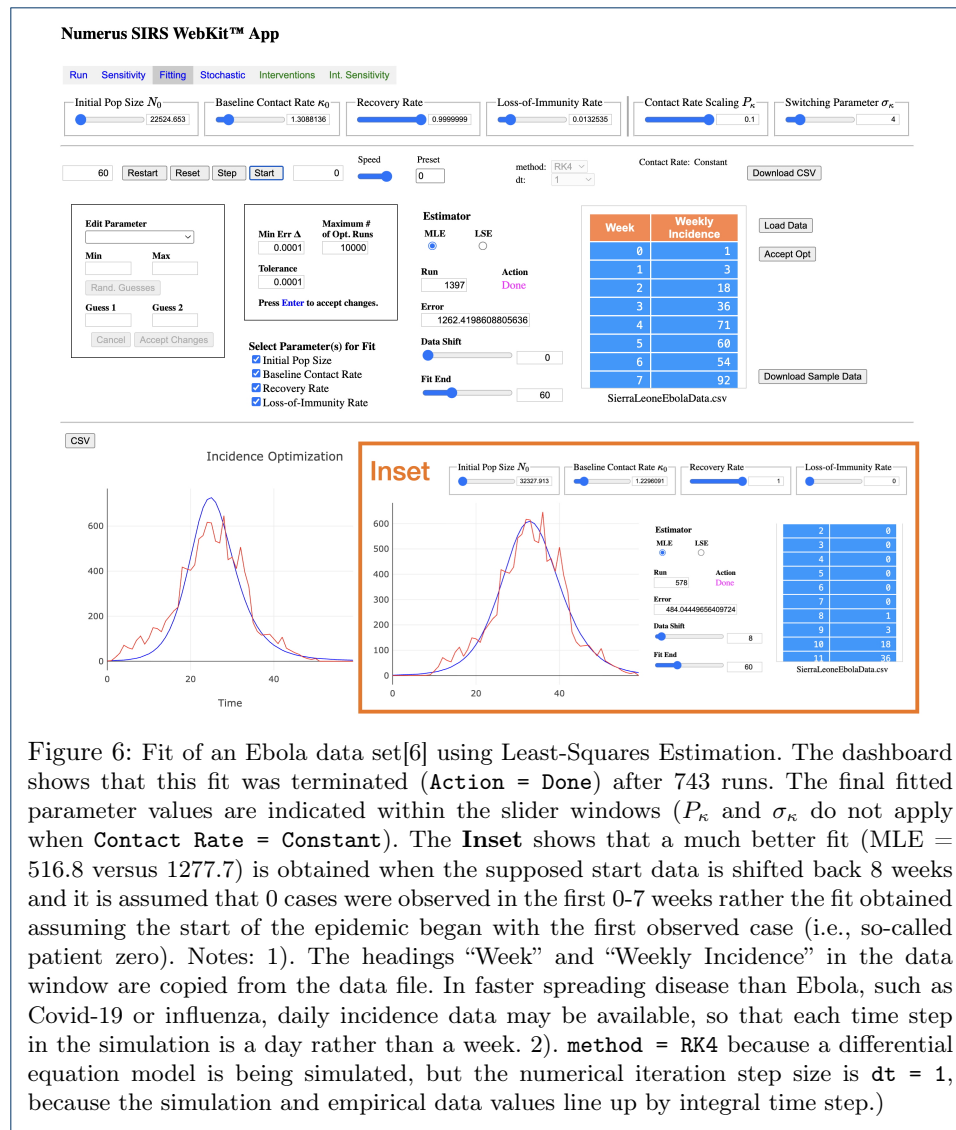 Numerus SIRS WebKit™ App
Run Sensitivity Fitting Stochastic Interventions Int. Sensitivity
Initial Pop Size N₀ Baseline Contact Rate κ₀ Recovery Rate Loss-of-Immunity Rate Contact Rate Scaling Pκ Switching Parameter σκ
22524.653 1.3088136 0.9999999 0.0132535 0.1 4
60 Restart Reset Step Start 0 Speed Preset 0 method: RK4 Contact Rate: Constant Download CSV
dt: 1
Edit Parameter
Min Max
Rand. Guesses
Guess 1 Guess 2
Cancel Accept Changes
Min Err Δ Maximum # of Opt. Runs
0.0001 10000
Tolerance
0.0001
Press Enter to accept changes.
Select Parameter(s) for Fit
Initial Pop Size
Baseline Contact Rate
Recovery Rate
Loss-of-Immunity Rate
Estimator
MLE LSE
Run Action
1397 Done
Error
1262.4198608805636
Data Shift
0
Fit End
60
Week Weekly Incidence
0 1
1 3
2 18
3 36
4 71
5 60
6 54
7 92
SierraLeoneEbolaData.csv
Load Data
Accept Opt
Download Sample Data
CSV
Incidence Optimization
600
400
200
0
0 20 40
Time
Inset
Initial Pop Size N₀ Baseline Contact Rate κ₀ Recovery Rate Loss-of-Immunity Rate
32327.913 1.2296091 1 0
600
500
400
300
200
100
0
0 20 40
Estimator
MLE LSE
Run Action
578 Done
Error
484.04449656409724
Data Shift
8
Fit End
60
2 0
3 0
4 0
5 0
6 0
7 0
8 1
9 3
10 18
11 36
SierraLeoneEbolaData.csv
Figure 6: Fit of an Ebola data set[6] using Least-Squares Estimation. The dashboard
shows that this fit was terminated (Action = Done) after 743 runs. The final fitted
parameter values are indicated within the slider windows (Pκ and σκ do not apply
when Contact Rate = Constant). The Inset shows that a much better fit (MLE =
516.8 versus 1277.7) is obtained when the supposed start data is shifted back 8 weeks
and it is assumed that 0 cases were observed in the first 0-7 weeks rather the fit obtained
assuming the start of the epidemic began with the first observed case (i.e., so-called
patient zero). Notes: 1). The headings “Week” and “Weekly Incidence” in the data
window are copied from the data file. In faster spreading disease than Ebola, such as
Covid-19 or influenza, daily incidence data may be available, so that each time step
in the simulation is a day rather than a week. 2). method = RK4 because a differential
equation model is being simulated, but the numerical iteration step size is dt = 1,
because the simulation and empirical data values line up by integral time step.)